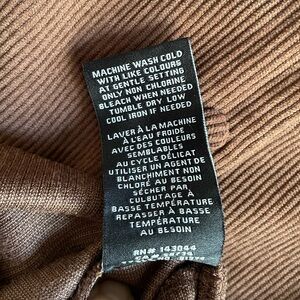 MACHINE WASH COLD
WITH LIKE COLOURS
AT GENTLE SETTING
ONLY NON CHLORINE
BLEACH WHEN NEEDED
TUMBLE DRY LOW
COOL IRON IF NEEDED
LAVER À LA MACHINE
À L'EAU FROIDE
AVEC DES COULEURS
SEMBLABLES
AU CYCLE DÉLICAT
UTILISER UN AGENT DE
BLANCHIMENT NON
CHLORÉ AU BESOIN
SÉCHER PAR
CULBUTAGE À
BASSE TEMPÉRATURE
REPASSER À BASSE
TEMPÉRATURE
AU BESOIN
RN# 143044